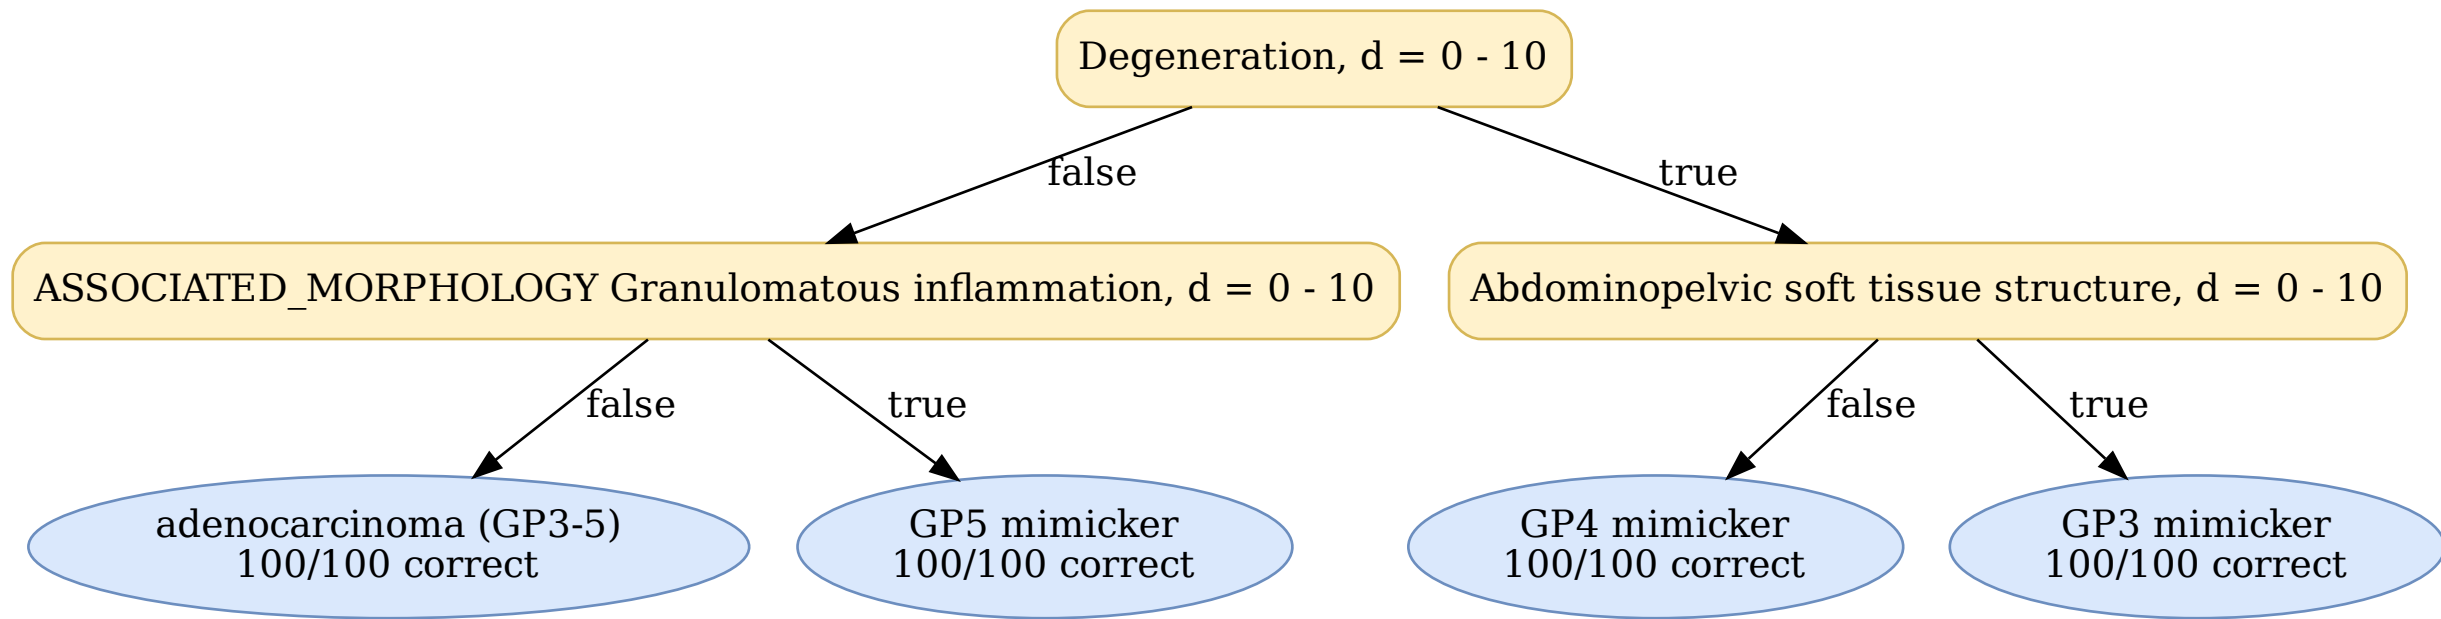 Degeneration, d = 0 - 10
false
true
ASSOCIATED_MORPHOLOGY Granulomatous inflammation, d = 0 - 10
Abdominopelvic soft tissue structure, d = 0 - 10
false
true
false
true
adenocarcinoma (GP3-5)
100/100 correct
GP5 mimicker
100/100 correct
GP4 mimicker
100/100 correct
GP3 mimicker
100/100 correct